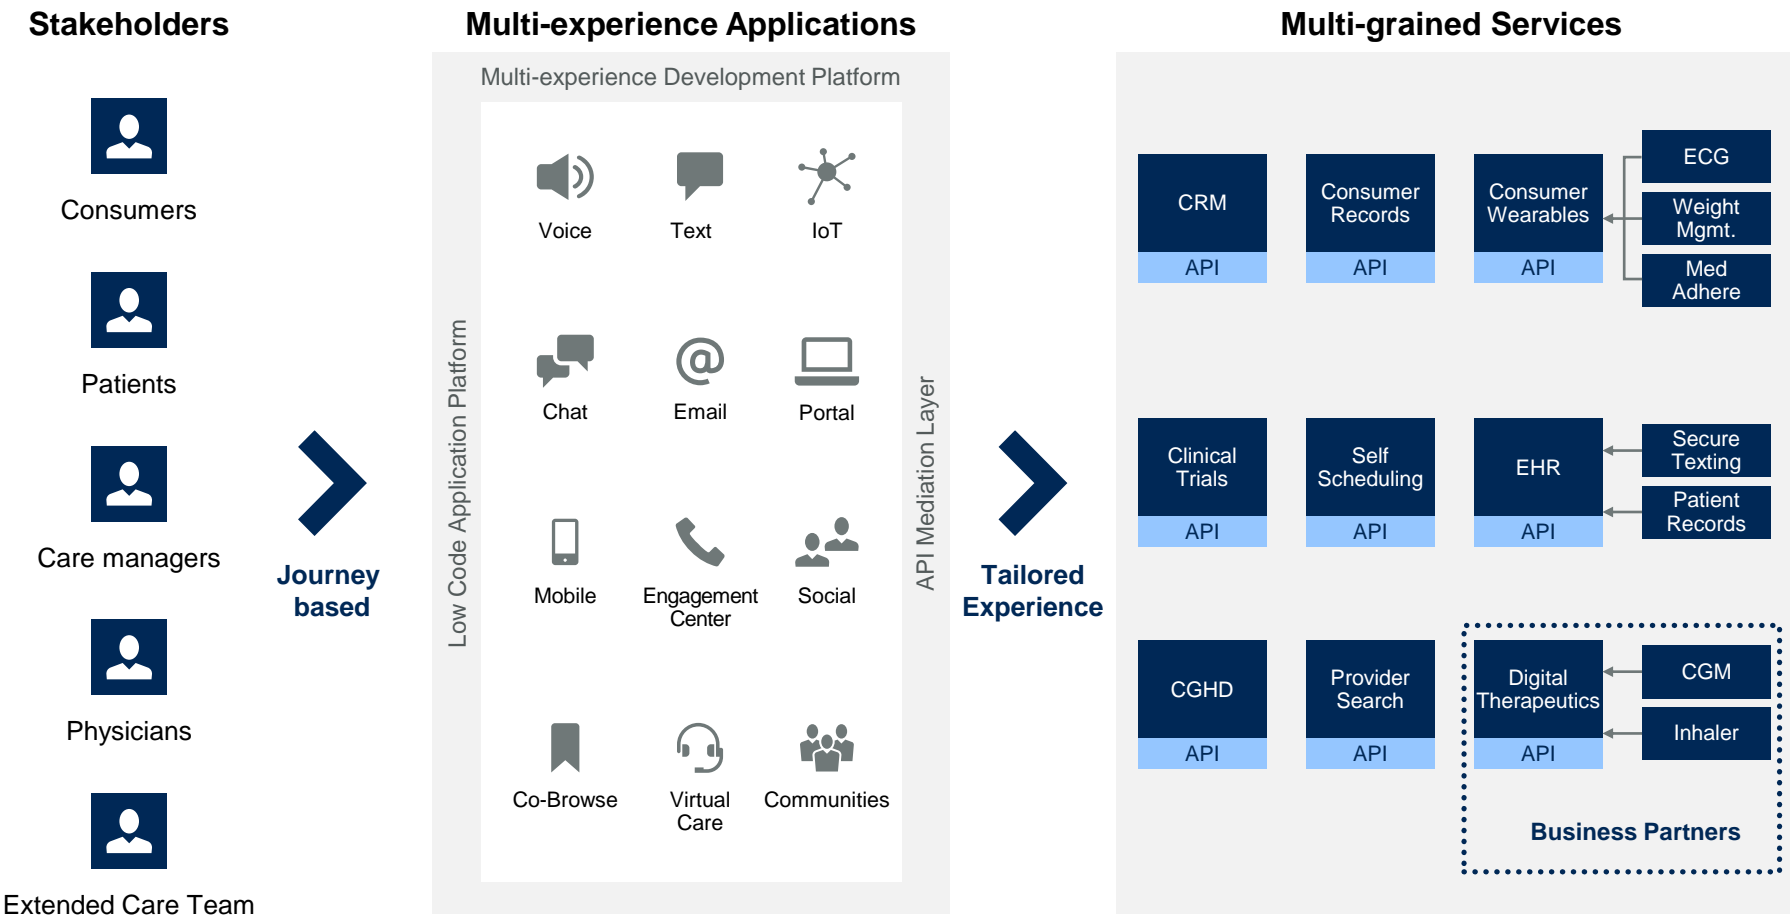 Stakeholders
Multi-experience Applications
Multi-grained Services
Consumers
Patients
Care managers
Physicians
Extended Care Team
Journey
based
Multi-experience Development Platform
Low Code Application Platform
API Mediation Layer
Voice
Text
IoT
Chat
Email
Portal
Mobile
Engagement
Center
Social
Co-Browse
Virtual
Care
Communities
Tailored
Experience
CRM
API
Consumer
Records
API
Consumer
Wearables
API
ECG
Weight
Mgmt.
Med
Adhere
Clinical
Trials
API
Self
Scheduling
API
EHR
API
Secure
Texting
Patient
Records
CGHD
API
Provider
Search
API
Digital
Therapeutics
API
CGM
Inhaler
Business Partners